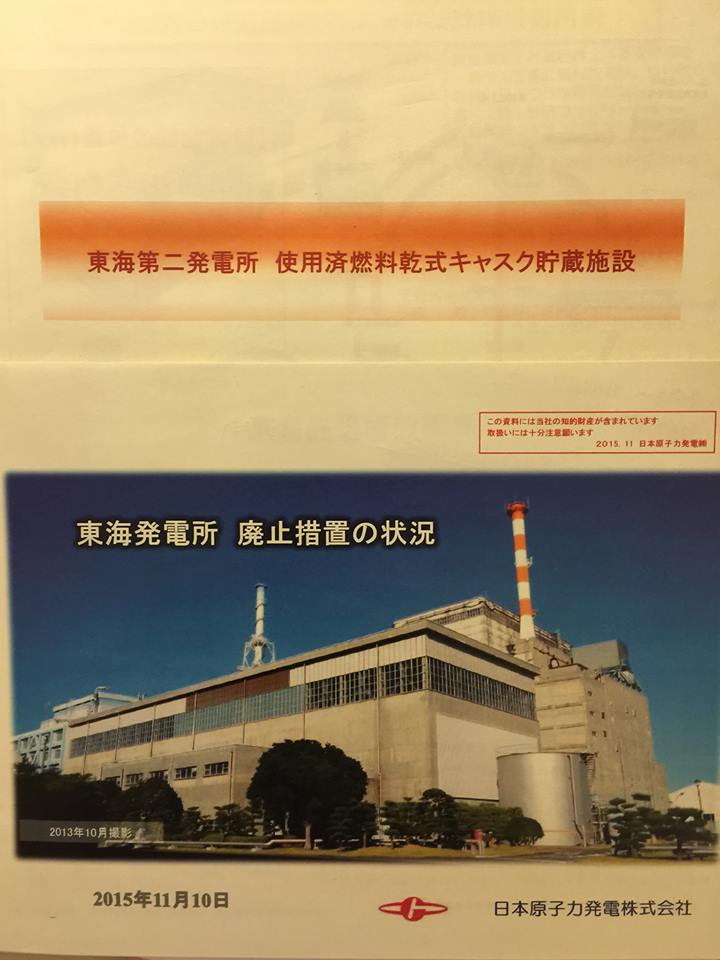 東海第二発電所 使用済燃料乾式キャスク貯蔵施設
この資料には当社の知的財産が含まれています
取扱いには十分注意願います
2015. 11 日本原子力発電㈱
東海発電所 廃止措置の状況
2013年10月撮影
2015年11月10日
日本原子力発電株式会社